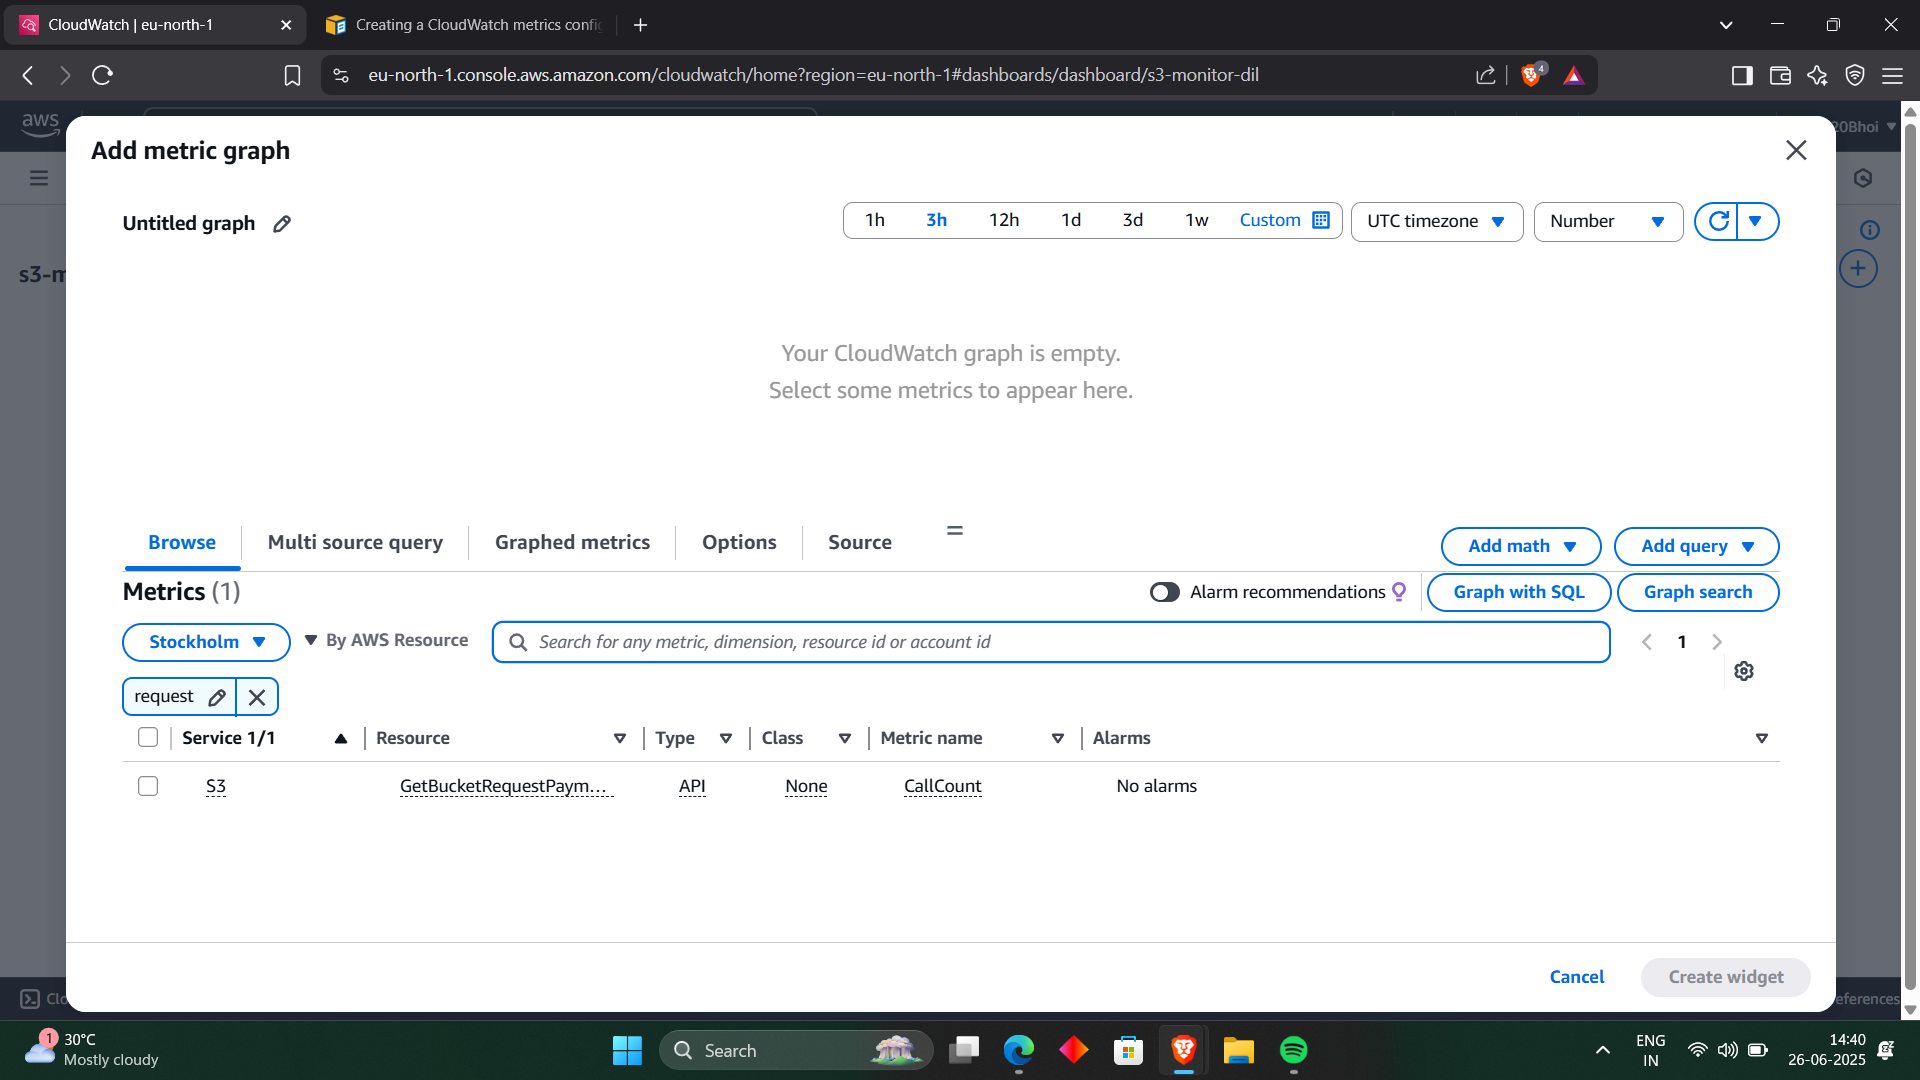 CloudWatch | eu-north-1
Creating a CloudWatch metrics confi
eu-north-1.console.aws.amazon.com/cloudwatch/home?region=eu-north-1#dashboards/dashboard/s3-monitor-dil
4
aws
20Bhoi
Add metric graph
Untitled graph
1h 3h 12h 1d 3d 1w Custom
UTC timezone
Number
s3-m
Your CloudWatch graph is empty.
Select some metrics to appear here.
Browse
Multi source query
Graphed metrics
Options
Source
Add math
Add query
Metrics (1)
Alarm recommendations
Graph with SQL
Graph search
Stockholm
By AWS Resource
Search for any metric, dimension, resource id or account id
1
request
Service 1/1 Resource Type Class Metric name Alarms
S3 GetBucketRequestPaym... API None CallCount No alarms
Cancel
Create widget
Clo
eferences
1
30°C
Mostly cloudy
Search
ENG
IN
14:40
26-06-2025